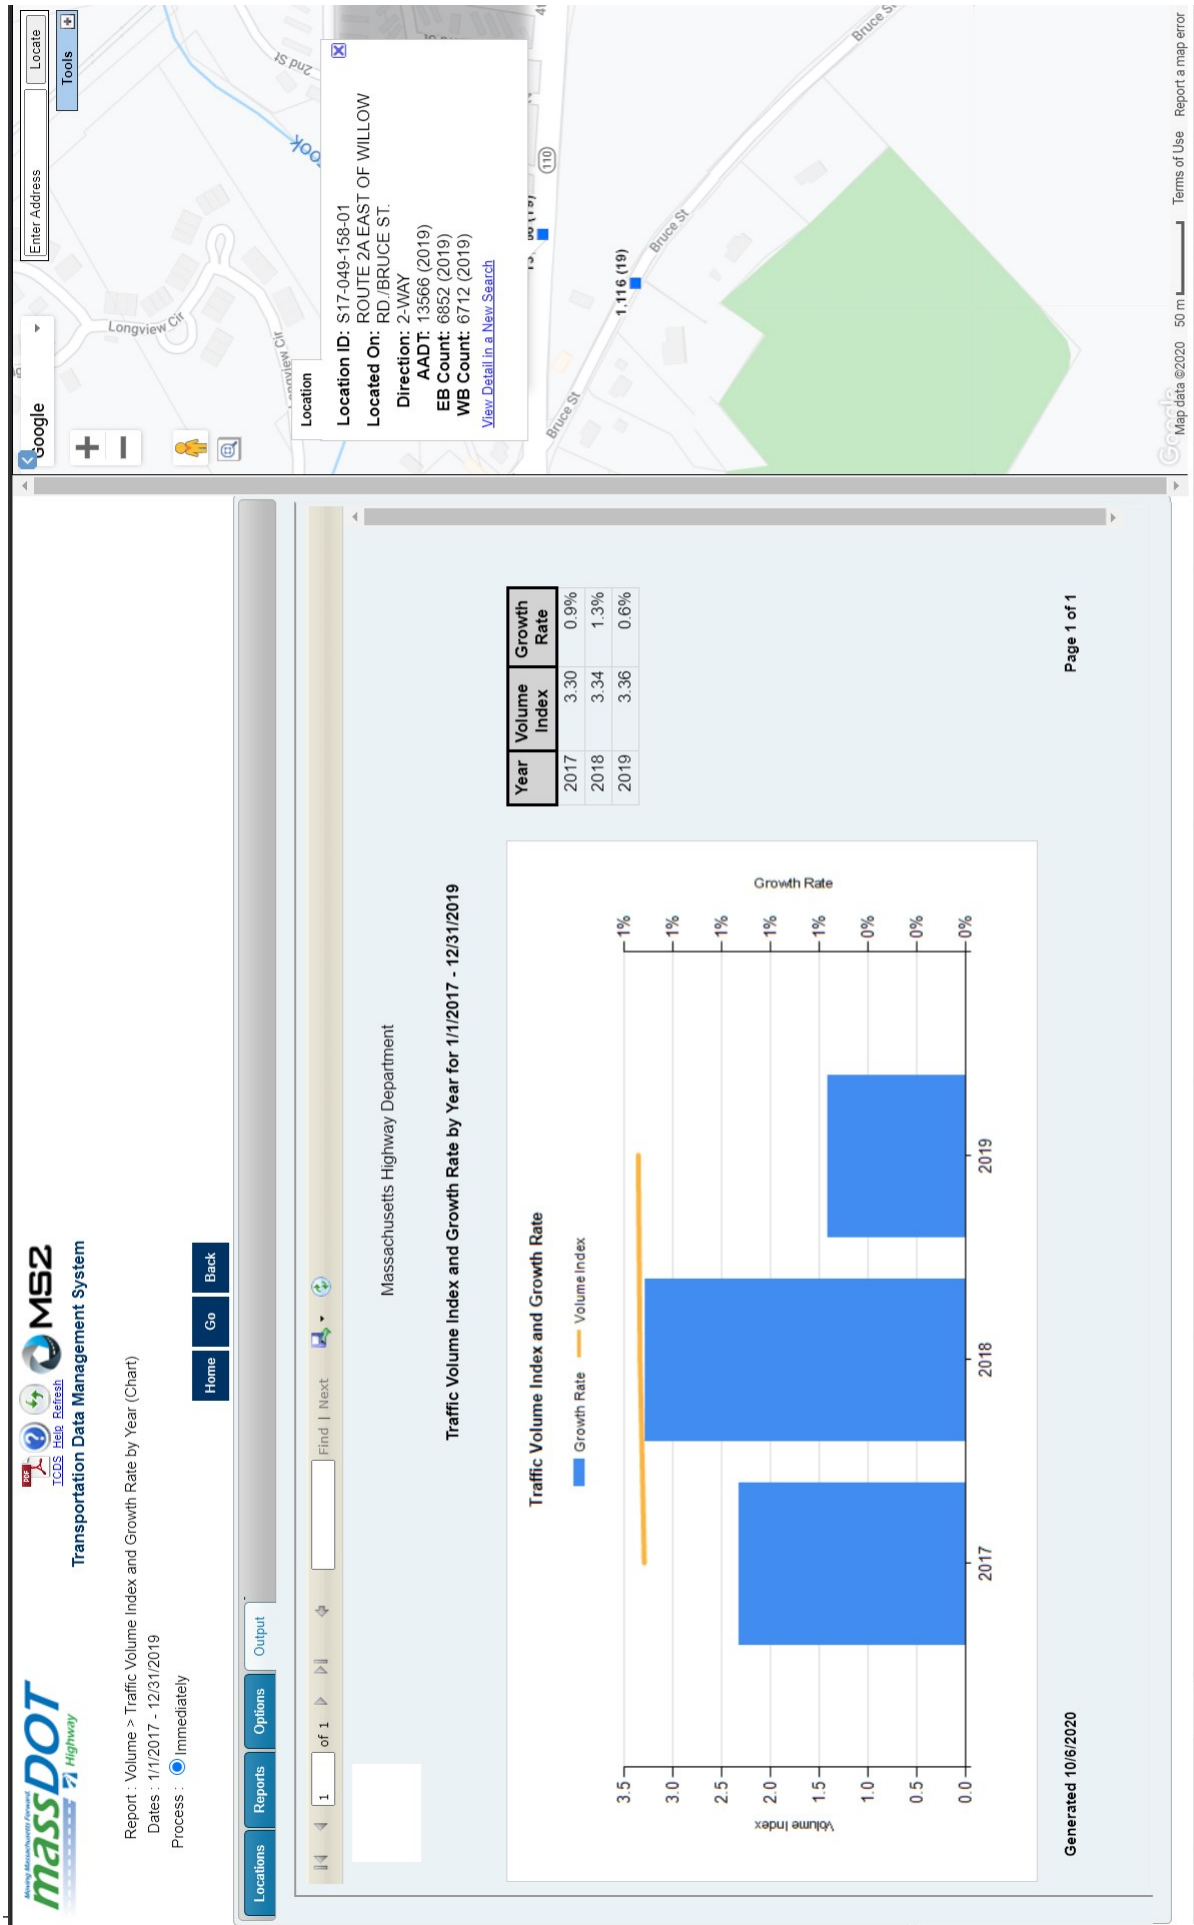 Moving Massachusetts Forward.
massDOT
Highway
PDF
TCDS Help Refresh
MS2
Transportation Data Management System
Report : Volume > Traffic Volume Index and Growth Rate by Year (Chart)
Dates : 1/1/2017 - 12/31/2019
Process : Immediately
Home Go Back
Locations Reports Options Output
1 of 1 Find | Next
Massachusetts Highway Department
Traffic Volume Index and Growth Rate by Year for 1/1/2017 - 12/31/2019
Traffic Volume Index and Growth Rate
Growth Rate Volume Index
3.5 1%
3.0 1%
2.5 1%
2.0 1%
1.5 1%
1.0 0%
0.5 0%
0.0 0%
Volume Index
Growth Rate
2017 2018 2019
Year Volume Index Growth Rate
2017 3.30 0.9%
2018 3.34 1.3%
2019 3.36 0.6%
Generated 10/6/2020
Page 1 of 1
Google
Enter Address
Locate
Tools
Longview Cir
Longview Cir
2nd St
Location
Location ID: S17-049-158-01
Located On: ROUTE 2A EAST OF WILLOW
RD./BRUCE ST.
Direction: 2-WAY
AADT: 13566 (2019)
EB Count: 6852 (2019)
WB Count: 6712 (2019)
View Detail in a New Search
110
1,116 (19)
Bruce St
Bruce St
Bruce St
Google
Map data ©2020 50 m Terms of Use Report a map error